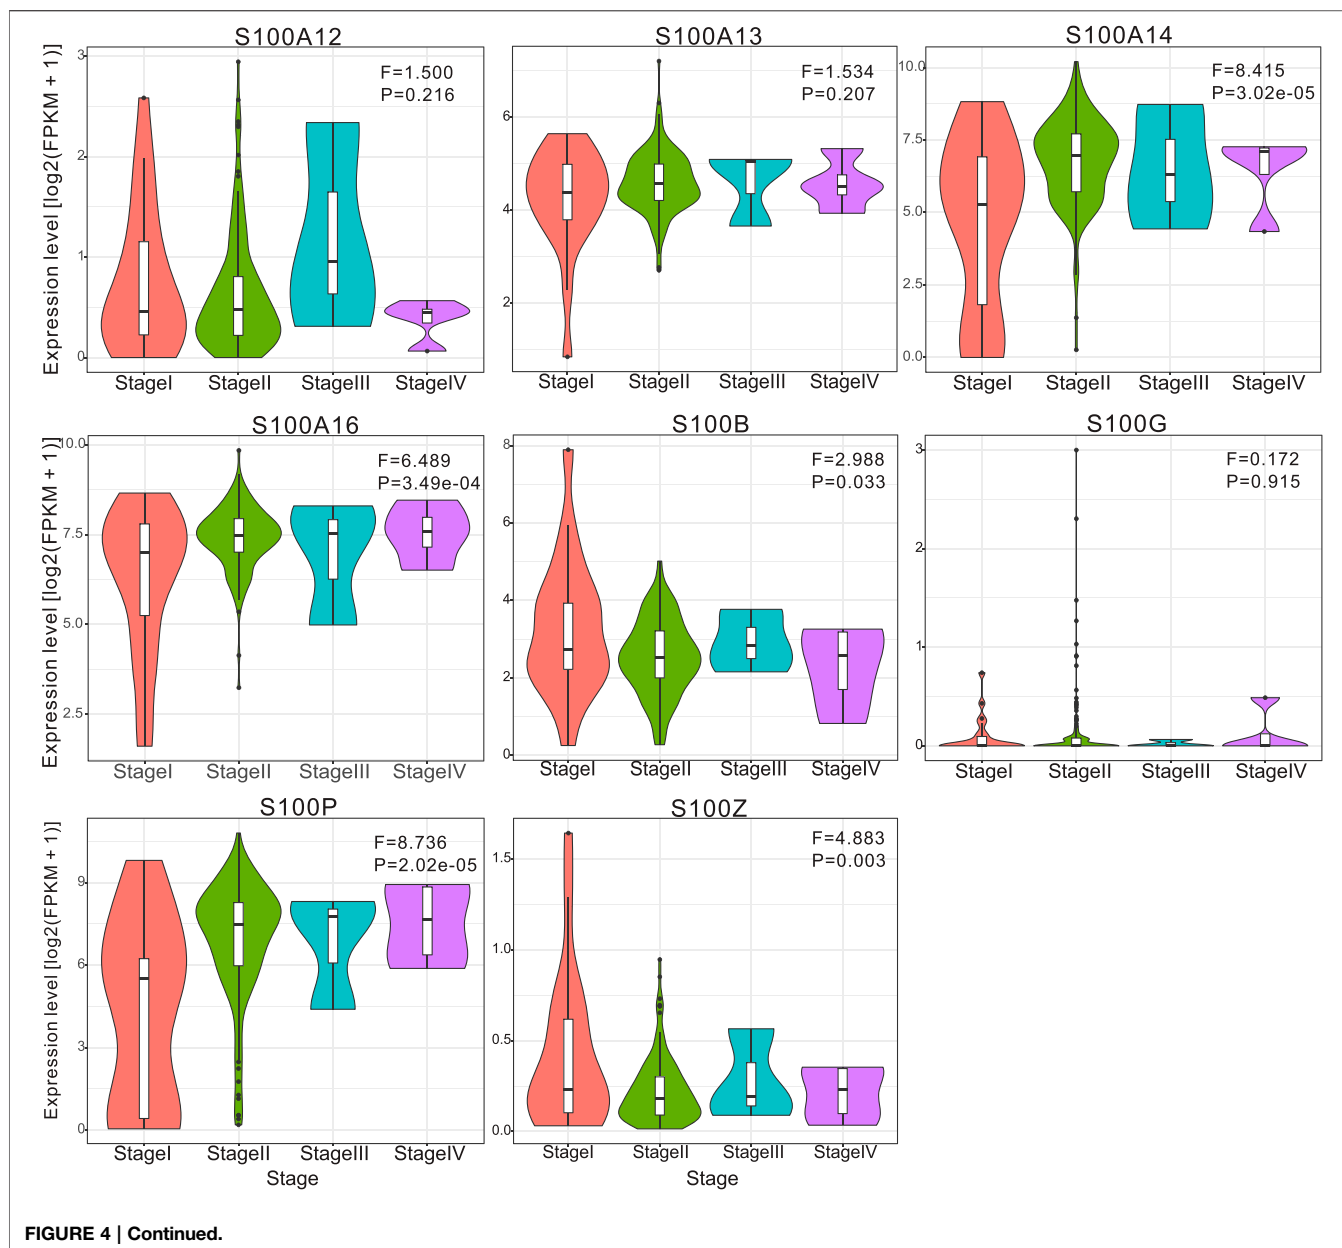 S100A12
S100A13
S100A14
Expression level [log2(FPKM + 1)]
3
2
1
0
F=1.500
P=0.216
StageI StageII StageIII StageIV
6
4
2
F=1.534
P=0.207
StageI StageII StageIII StageIV
10.0
7.5
5.0
2.5
0.0
F=8.415
P=3.02e-05
StageI StageII StageIII StageIV
S100A16
S100B
S100G
Expression level [log2(FPKM + 1)]
10.0
7.5
5.0
2.5
F=6.489
P=3.49e-04
StageI StageII StageIII StageIV
8
6
4
2
0
F=2.988
P=0.033
StageI StageII StageIII StageIV
3
2
1
0
F=0.172
P=0.915
StageI StageII StageIII StageIV
S100P
S100Z
Expression level [log2(FPKM + 1)]
9
6
3
0
F=8.736
P=2.02e-05
StageI StageII StageIII StageIV
Stage
1.5
1.0
0.5
0.0
F=4.883
P=0.003
StageI StageII StageIII StageIV
Stage
FIGURE 4 | Continued.